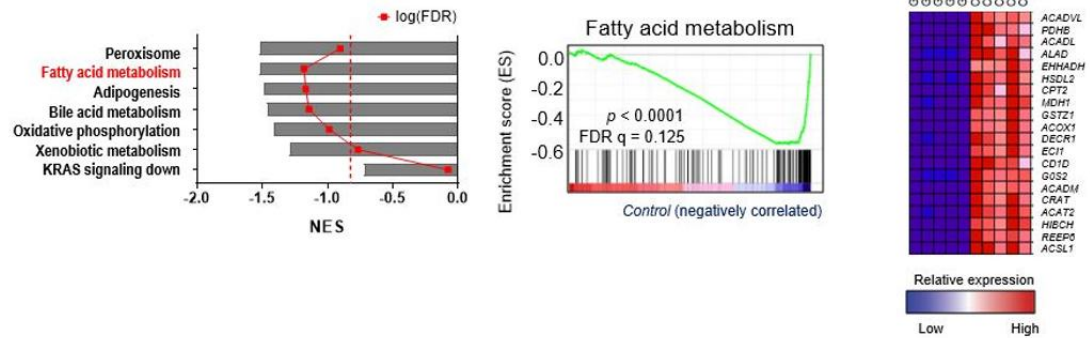 log(FDR)
Peroxisome
Fatty acid metabolism
Adipogenesis
Bile acid metabolism
Oxidative phosphorylation
Xenobiotic metabolism
KRAS signaling down
-2.0 -1.5 -1.0 -0.5 0.0
NES
Fatty acid metabolism
Enrichment score (ES)
0.0
-0.2
-0.4
-0.6
p < 0.0001
FDR q = 0.125
Control (negatively correlated)
ACADVL
PDHB
ACADL
ALAD
EHHADH
HSDL2
CPT2
MDH1
GSTZ1
ACOX1
DECR1
ECI1
CD1D
G0S2
ACADM
CRAT
ACAT2
HIBCH
REEP6
ACSL1
Relative expression
Low High